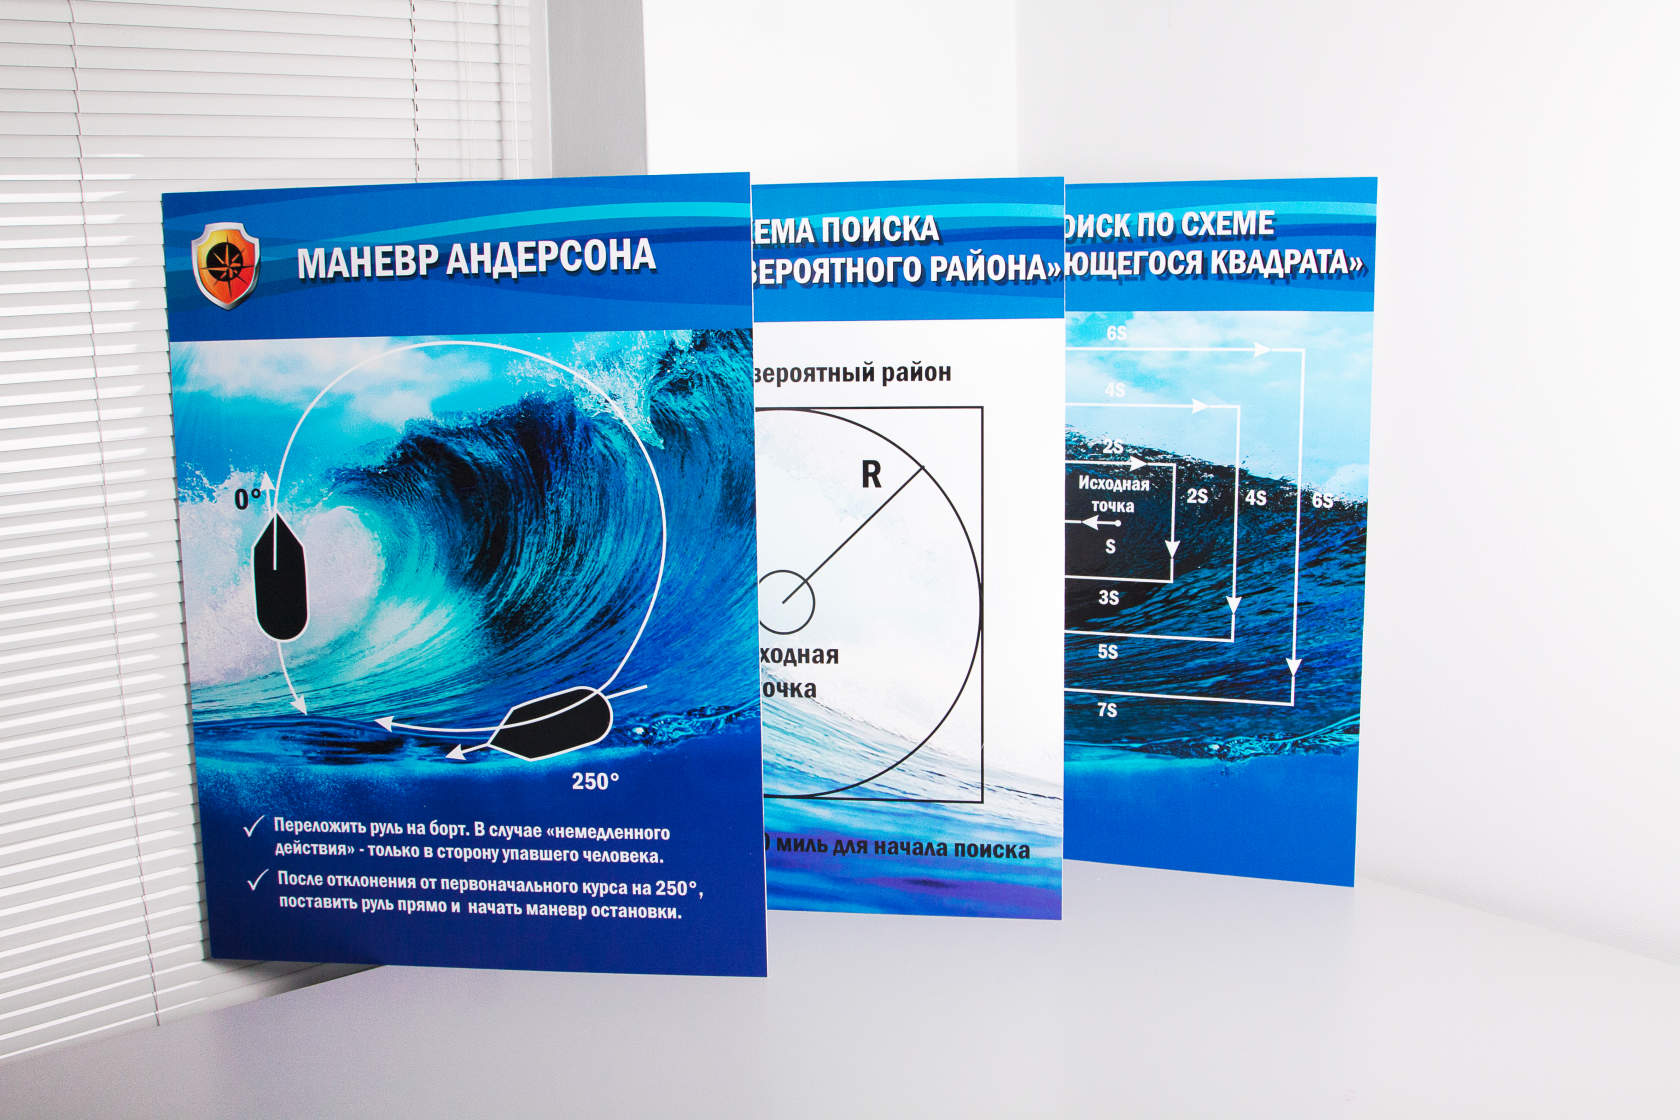 МАНЕВР АНДЕРСОНА
0°
250°
Переложить руль на борт. В случае «немедленного
действия» - только в сторону упавшего человека.
После отклонения от первоначального курса на 250°,
поставить руль прямо и начать маневр остановки.
ЕМА ПОИСКА
ВЕРОЯТНОГО РАЙОНА»
вероятный район
R
ходная
очка
миль для начала поиска
ОИСК ПО СХЕМЕ
ЮЩЕГОСЯ КВАДРАТА»
6S
4S
2S
Исходная
точка
2S
4S
6S
S
3S
5S
7S